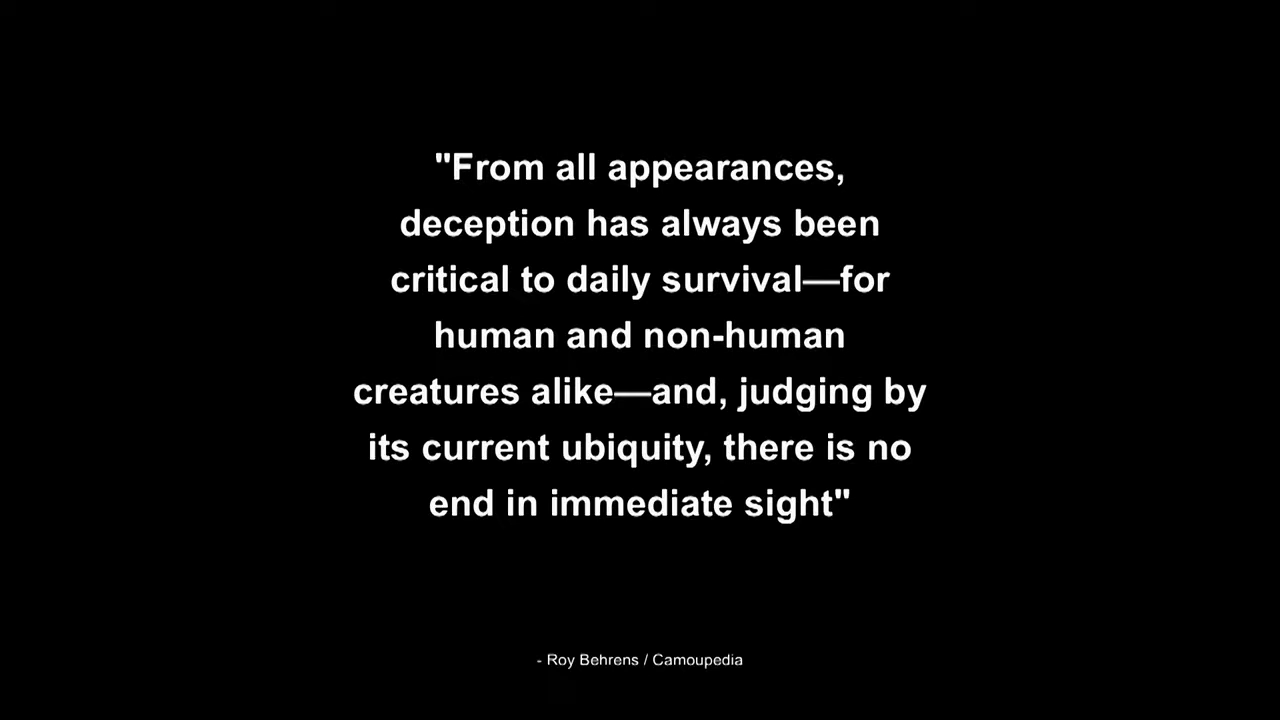 "From all appearances,
deception has always been
critical to daily survival—for
human and non-human
creatures alike—and, judging by
its current ubiquity, there is no
end in immediate sight"
- Roy Behrens / Camoupedia